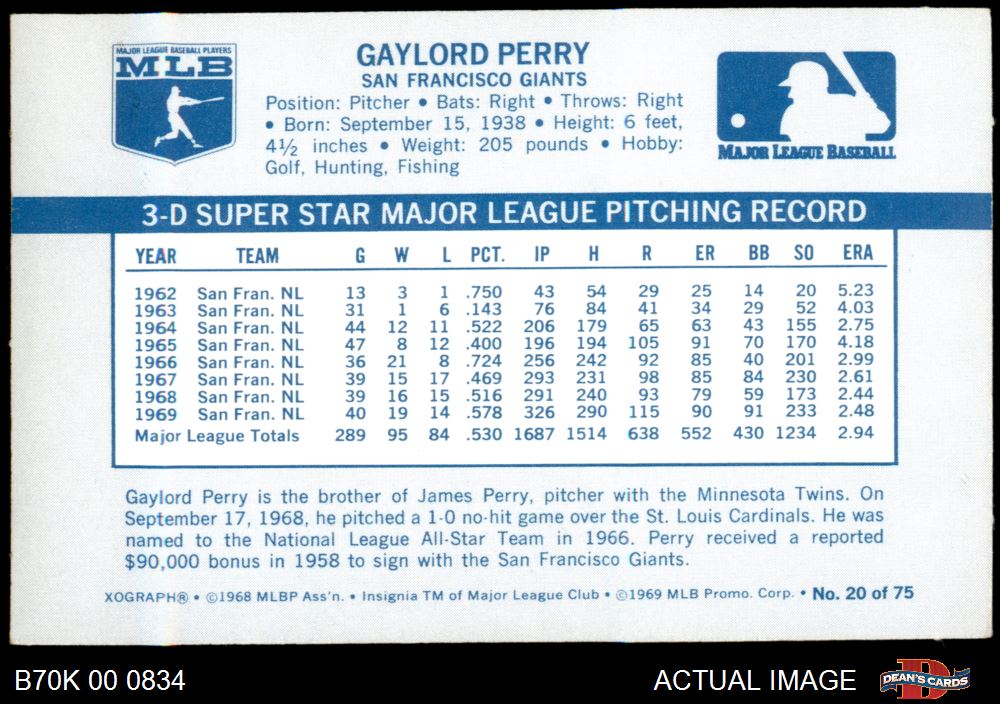 MAJOR LEAGUE BASEBALL PLAYERS
MLB
GAYLORD PERRY
SAN FRANCISCO GIANTS
Position: Pitcher • Bats: Right • Throws: Right
• Born: September 15, 1938 • Height: 6 feet,
4½ inches • Weight: 205 pounds • Hobby:
Golf, Hunting, Fishing
MAJOR LEAGUE BASEBALL
3-D SUPER STAR MAJOR LEAGUE PITCHING RECORD
YEAR TEAM G W L PCT. IP H R ER BB SO ERA
1962 San Fran. NL 13 3 1 .750 43 54 29 25 14 20 5.23
1963 San Fran. NL 31 1 6 .143 76 84 41 34 29 52 4.03
1964 San Fran. NL 44 12 11 .522 206 179 65 63 43 155 2.75
1965 San Fran. NL 47 8 12 .400 196 194 105 91 70 170 4.18
1966 San Fran. NL 36 21 8 .724 256 242 92 85 40 201 2.99
1967 San Fran. NL 39 15 17 .469 293 231 98 85 84 230 2.61
1968 San Fran. NL 39 16 15 .516 291 240 93 79 59 173 2.44
1969 San Fran. NL 40 19 14 .578 326 290 115 90 91 233 2.48
Major League Totals 289 95 84 .530 1687 1514 638 552 430 1234 2.94
Gaylord Perry is the brother of James Perry, pitcher with the Minnesota Twins. On
September 17, 1968, he pitched a 1-0 no-hit game over the St. Louis Cardinals. He was
named to the National League All-Star Team in 1966. Perry received a reported
$90,000 bonus in 1958 to sign with the San Francisco Giants.
XOGRAPH® • ©1968 MLBP Ass'n. • Insignia TM of Major League Club • ©1969 MLB Promo. Corp. • No. 20 of 75
B70K 00 0834
ACTUAL IMAGE
D
DEAN'S CARDS